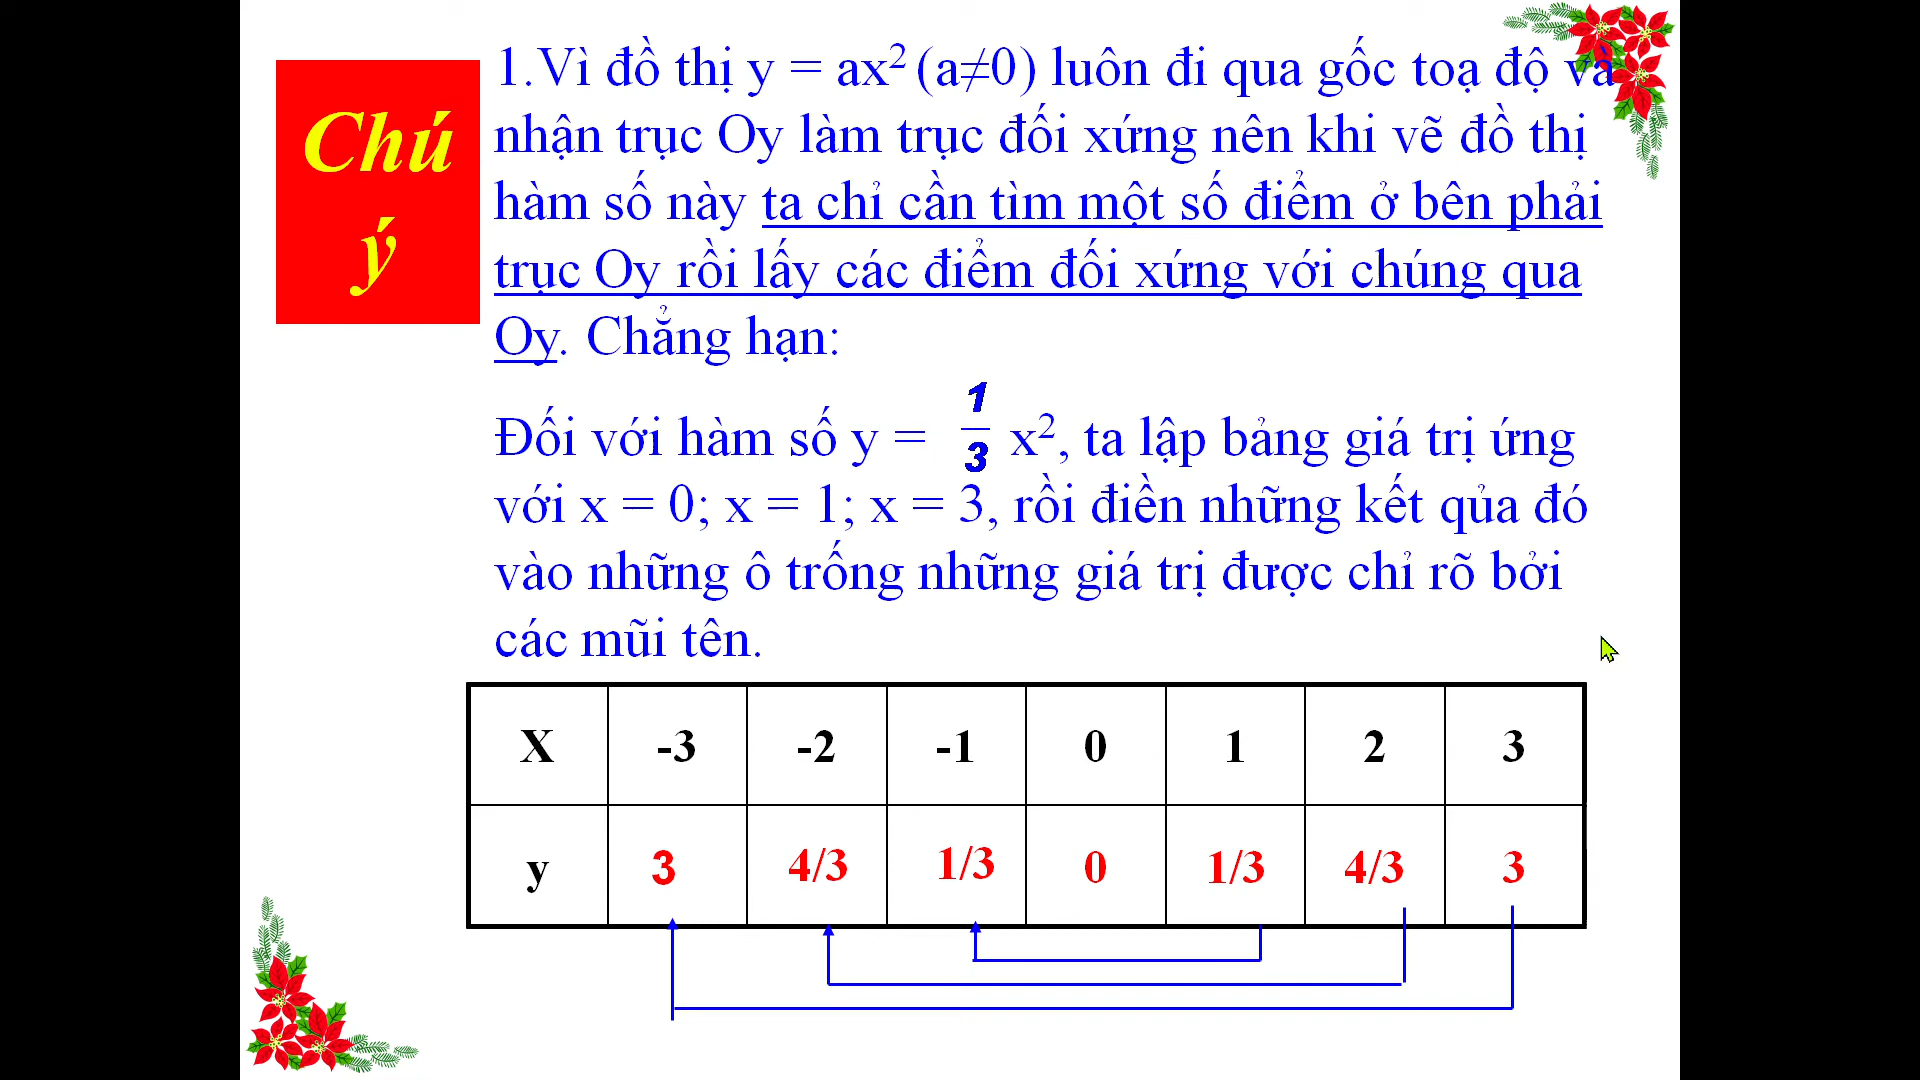 Chú
ý
1.Vì đồ thị y = ax² (a≠0) luôn đi qua gốc toạ độ và
nhận trục Oy làm trục đối xứng nên khi vẽ đồ thị
hàm số này ta chỉ cần tìm một số điểm ở bên phải
trục Oy rồi lấy các điểm đối xứng với chúng qua
Oy. Chẳng hạn:
Đối với hàm số y = 1/3 x², ta lập bảng giá trị ứng
với x = 0; x = 1; x = 3, rồi điền những kết qủa đó
vào những ô trống những giá trị được chỉ rõ bởi
các mũi tên.
X -3 -2 -1 0 1 2 3
y 3 4/3 1/3 0 1/3 4/3 3